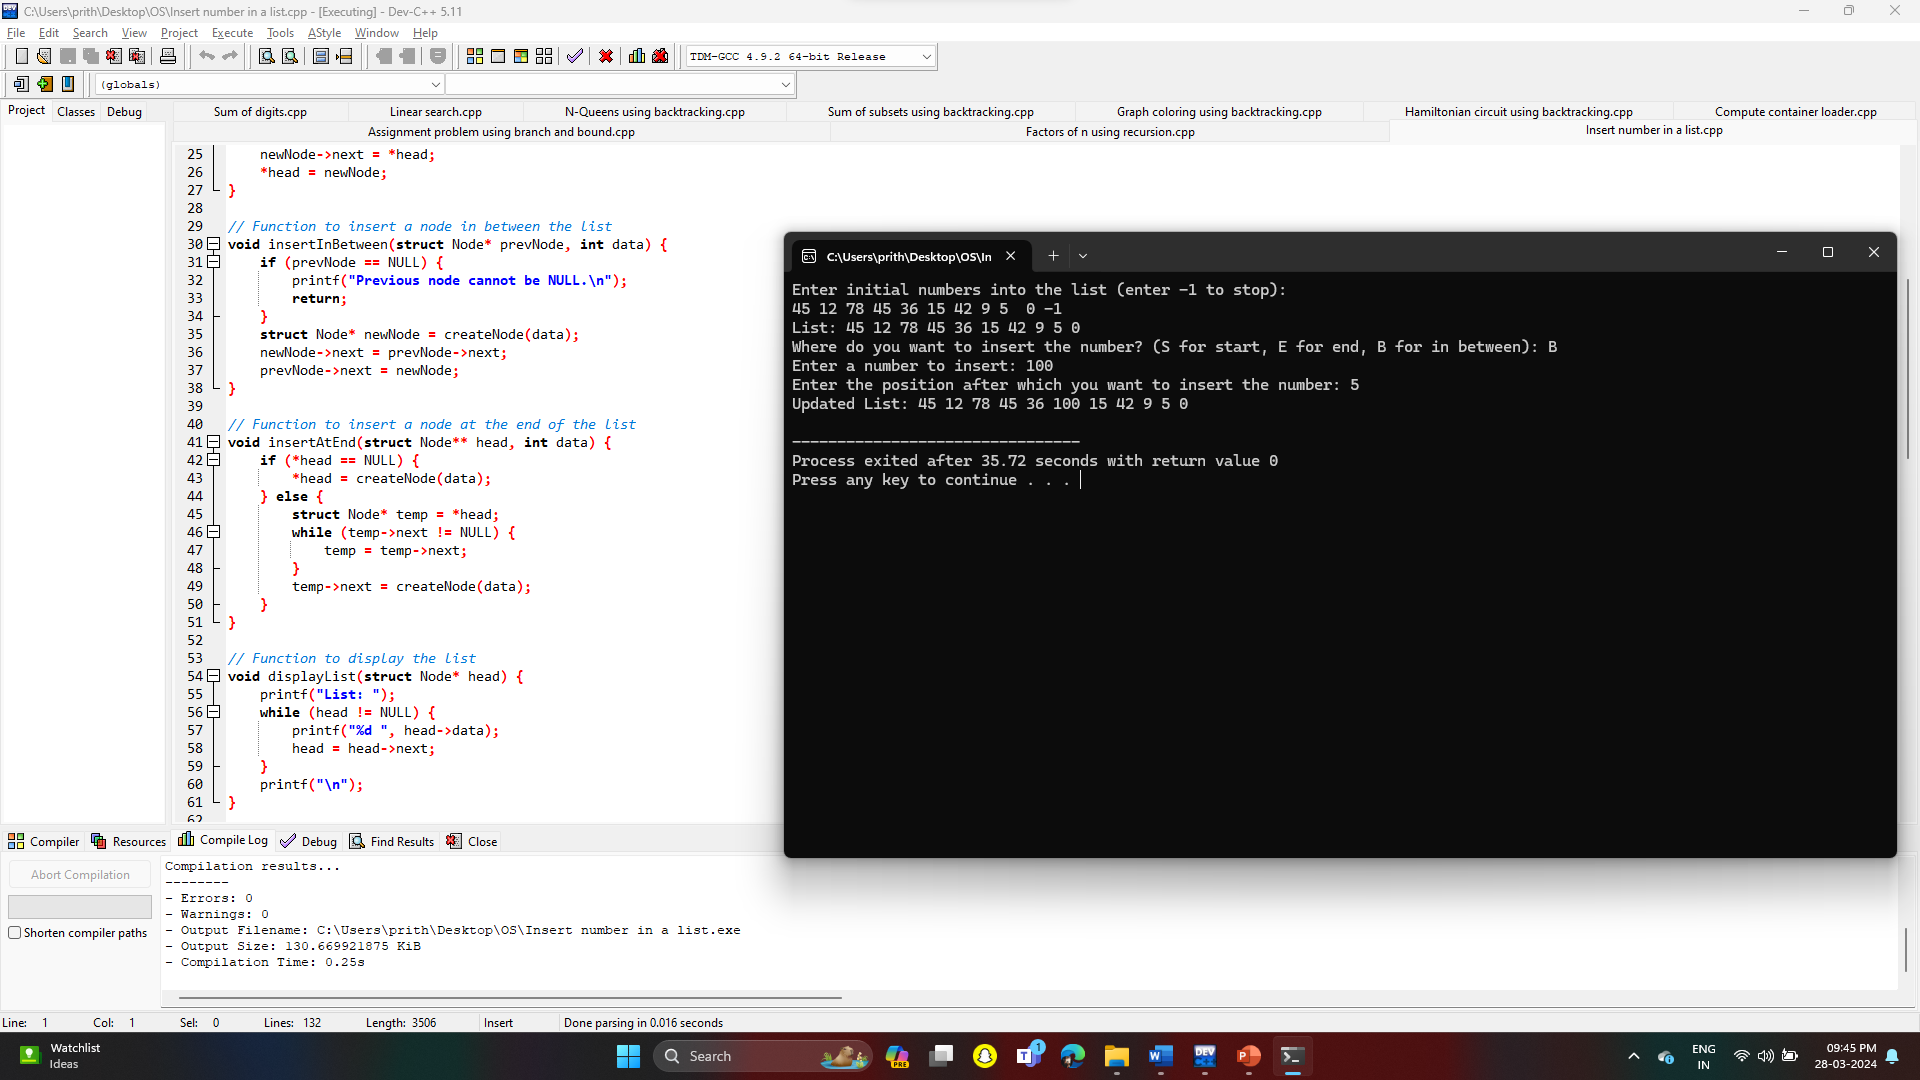 C:\Users\prith\Desktop\OS\Insert number in a list.cpp - [Executing] - Dev-C++ 5.11
File Edit Search View Project Execute Tools AStyle Window Help
TDM-GCC 4.9.2 64-bit Release
(globals)
Project Classes Debug
Sum of digits.cpp Linear search.cpp N-Queens using backtracking.cpp Sum of subsets using backtracking.cpp Graph coloring using backtracking.cpp Hamiltonian circuit using backtracking.cpp Compute container loader.cpp
Assignment problem using branch and bound.cpp Factors of n using recursion.cpp Insert number in a list.cpp
25 newNode->next = *head;
26 *head = newNode;
27 }
28
29 // Function to insert a node in between the list
30 void insertInBetween(struct Node* prevNode, int data) {
31 if (prevNode == NULL) {
32 printf("Previous node cannot be NULL.\n");
33 return;
34 }
35 struct Node* newNode = createNode(data);
36 newNode->next = prevNode->next;
37 prevNode->next = newNode;
38 }
39
40 // Function to insert a node at the end of the list
41 void insertAtEnd(struct Node** head, int data) {
42 if (*head == NULL) {
43 *head = createNode(data);
44 } else {
45 struct Node* temp = *head;
46 while (temp->next != NULL) {
47 temp = temp->next;
48 }
49 temp->next = createNode(data);
50 }
51 }
52
53 // Function to display the list
54 void displayList(struct Node* head) {
55 printf("List: ");
56 while (head != NULL) {
57 printf("%d ", head->data);
58 head = head->next;
59 }
60 printf("\n");
61 }
62
C:\Users\prith\Desktop\OS\In
Enter initial numbers into the list (enter -1 to stop):
45 12 78 45 36 15 42 9 5  0 -1
List: 45 12 78 45 36 15 42 9 5 0
Where do you want to insert the number? (S for start, E for end, B for in between): B
Enter a number to insert: 100
Enter the position after which you want to insert the number: 5
Updated List: 45 12 78 45 36 100 15 42 9 5 0
--------------------------------
Process exited after 35.72 seconds with return value 0
Press any key to continue . . .
Compiler Resources Compile Log Debug Find Results Close
Abort Compilation
Shorten compiler paths
Compilation results...
--------
- Errors: 0
- Warnings: 0
- Output Filename: C:\Users\prith\Desktop\OS\Insert number in a list.exe
- Output Size: 130.669921875 KiB
- Compilation Time: 0.25s
Line: 1 Col: 1 Sel: 0 Lines: 132 Length: 3506 Insert Done parsing in 0.016 seconds
Watchlist
Ideas
Search
PRE
1
DEV
ENG
IN
09:45 PM
28-03-2024